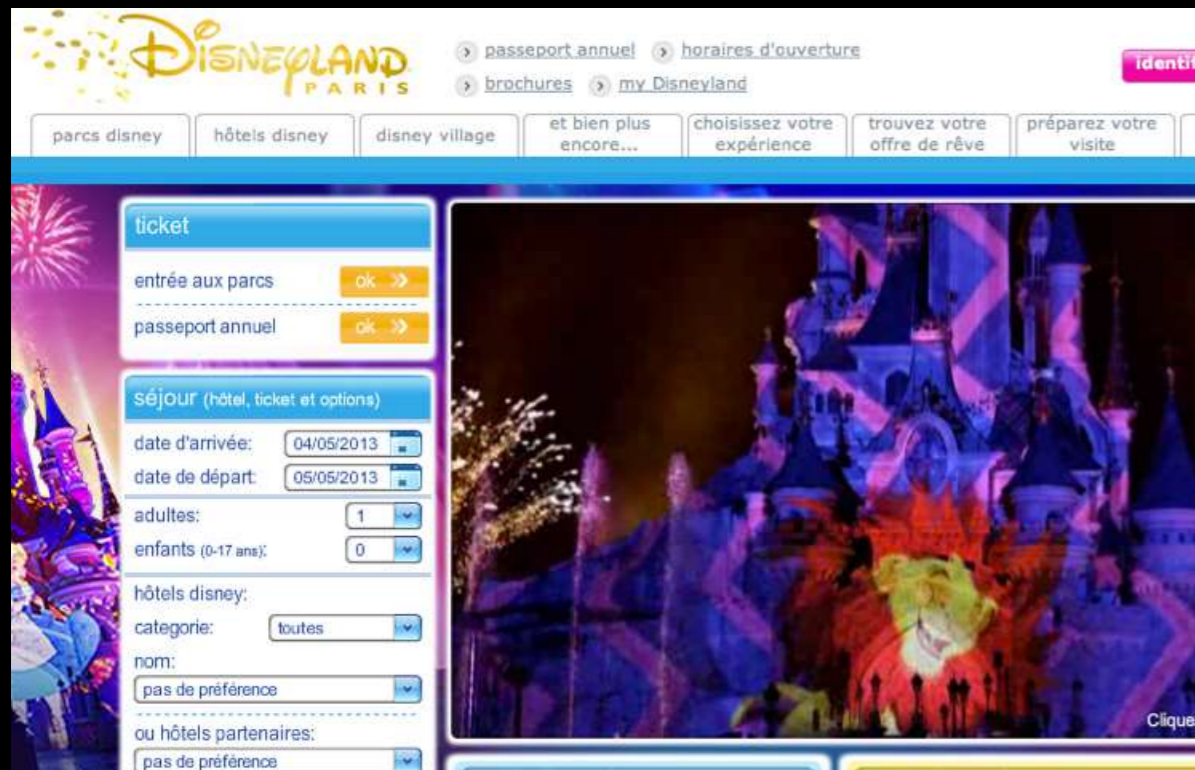 DISNEYLAND
PARIS
passeport annuel
horaires d'ouverture
brochures
my Disneyland
identif
parcs disney
hôtels disney
disney village
et bien plus
encore...
choisissez votre
expérience
trouvez votre
offre de rêve
préparez votre
visite
ticket
entrée aux parcs
ok »
passeport annuel
ok »
séjour (hôtel, ticket et options)
date d'arrivée: 04/05/2013
date de départ: 05/05/2013
adultes: 1
enfants (0-17 ans): 0
hôtels disney:
categorie: toutes
nom:
pas de préférence
ou hôtels partenaires:
pas de préférence
Clique